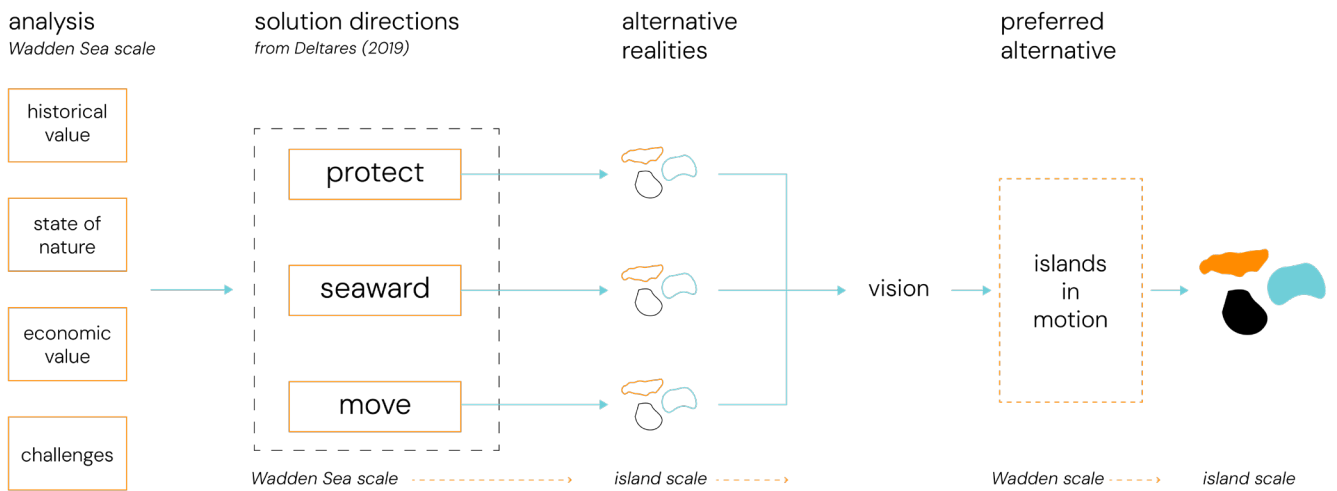 analysis
Wadden Sea scale
historical
value
state of
nature
economic
value
challenges
solution directions
from Deltares (2019)
protect
seaward
move
Wadden Sea scale
alternative
realities
island scale
vision
preferred
alternative
islands
in
motion
Wadden scale
island scale